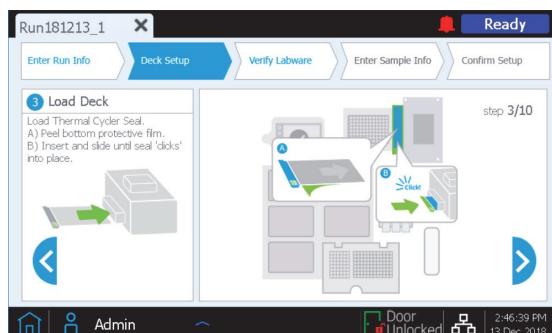 Run181213_1
Ready
Enter Run Info
Deck Setup
Verify Labware
Enter Sample Info
Confirm Setup
3 Load Deck
Load Thermal Cycler Seal.
A) Peel bottom protective film.
B) Insert and slide until seal 'clicks'
into place.
step 3/10
A
B
Click!
Admin
Door
Unlocked
2:46:39 PM
13 Dec 2018